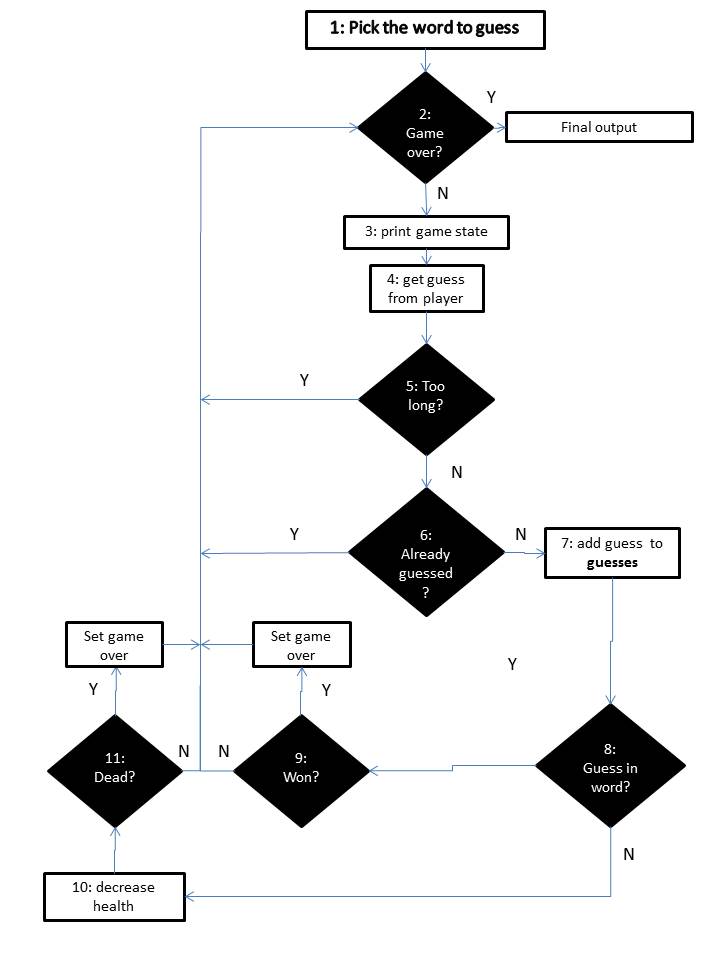 1: Pick the word to guess
Y
2:
Game
over?
Final output
N
3: print game state
4: get guess
from player
Y
5: Too
long?
N
Y
6:
Already
guessed
?
N
7: add guess to
guesses
Set game
over
Set game
over
Y
Y
Y
11:
Dead?
N
N
9:
Won?
8:
Guess in
word?
N
10: decrease
health